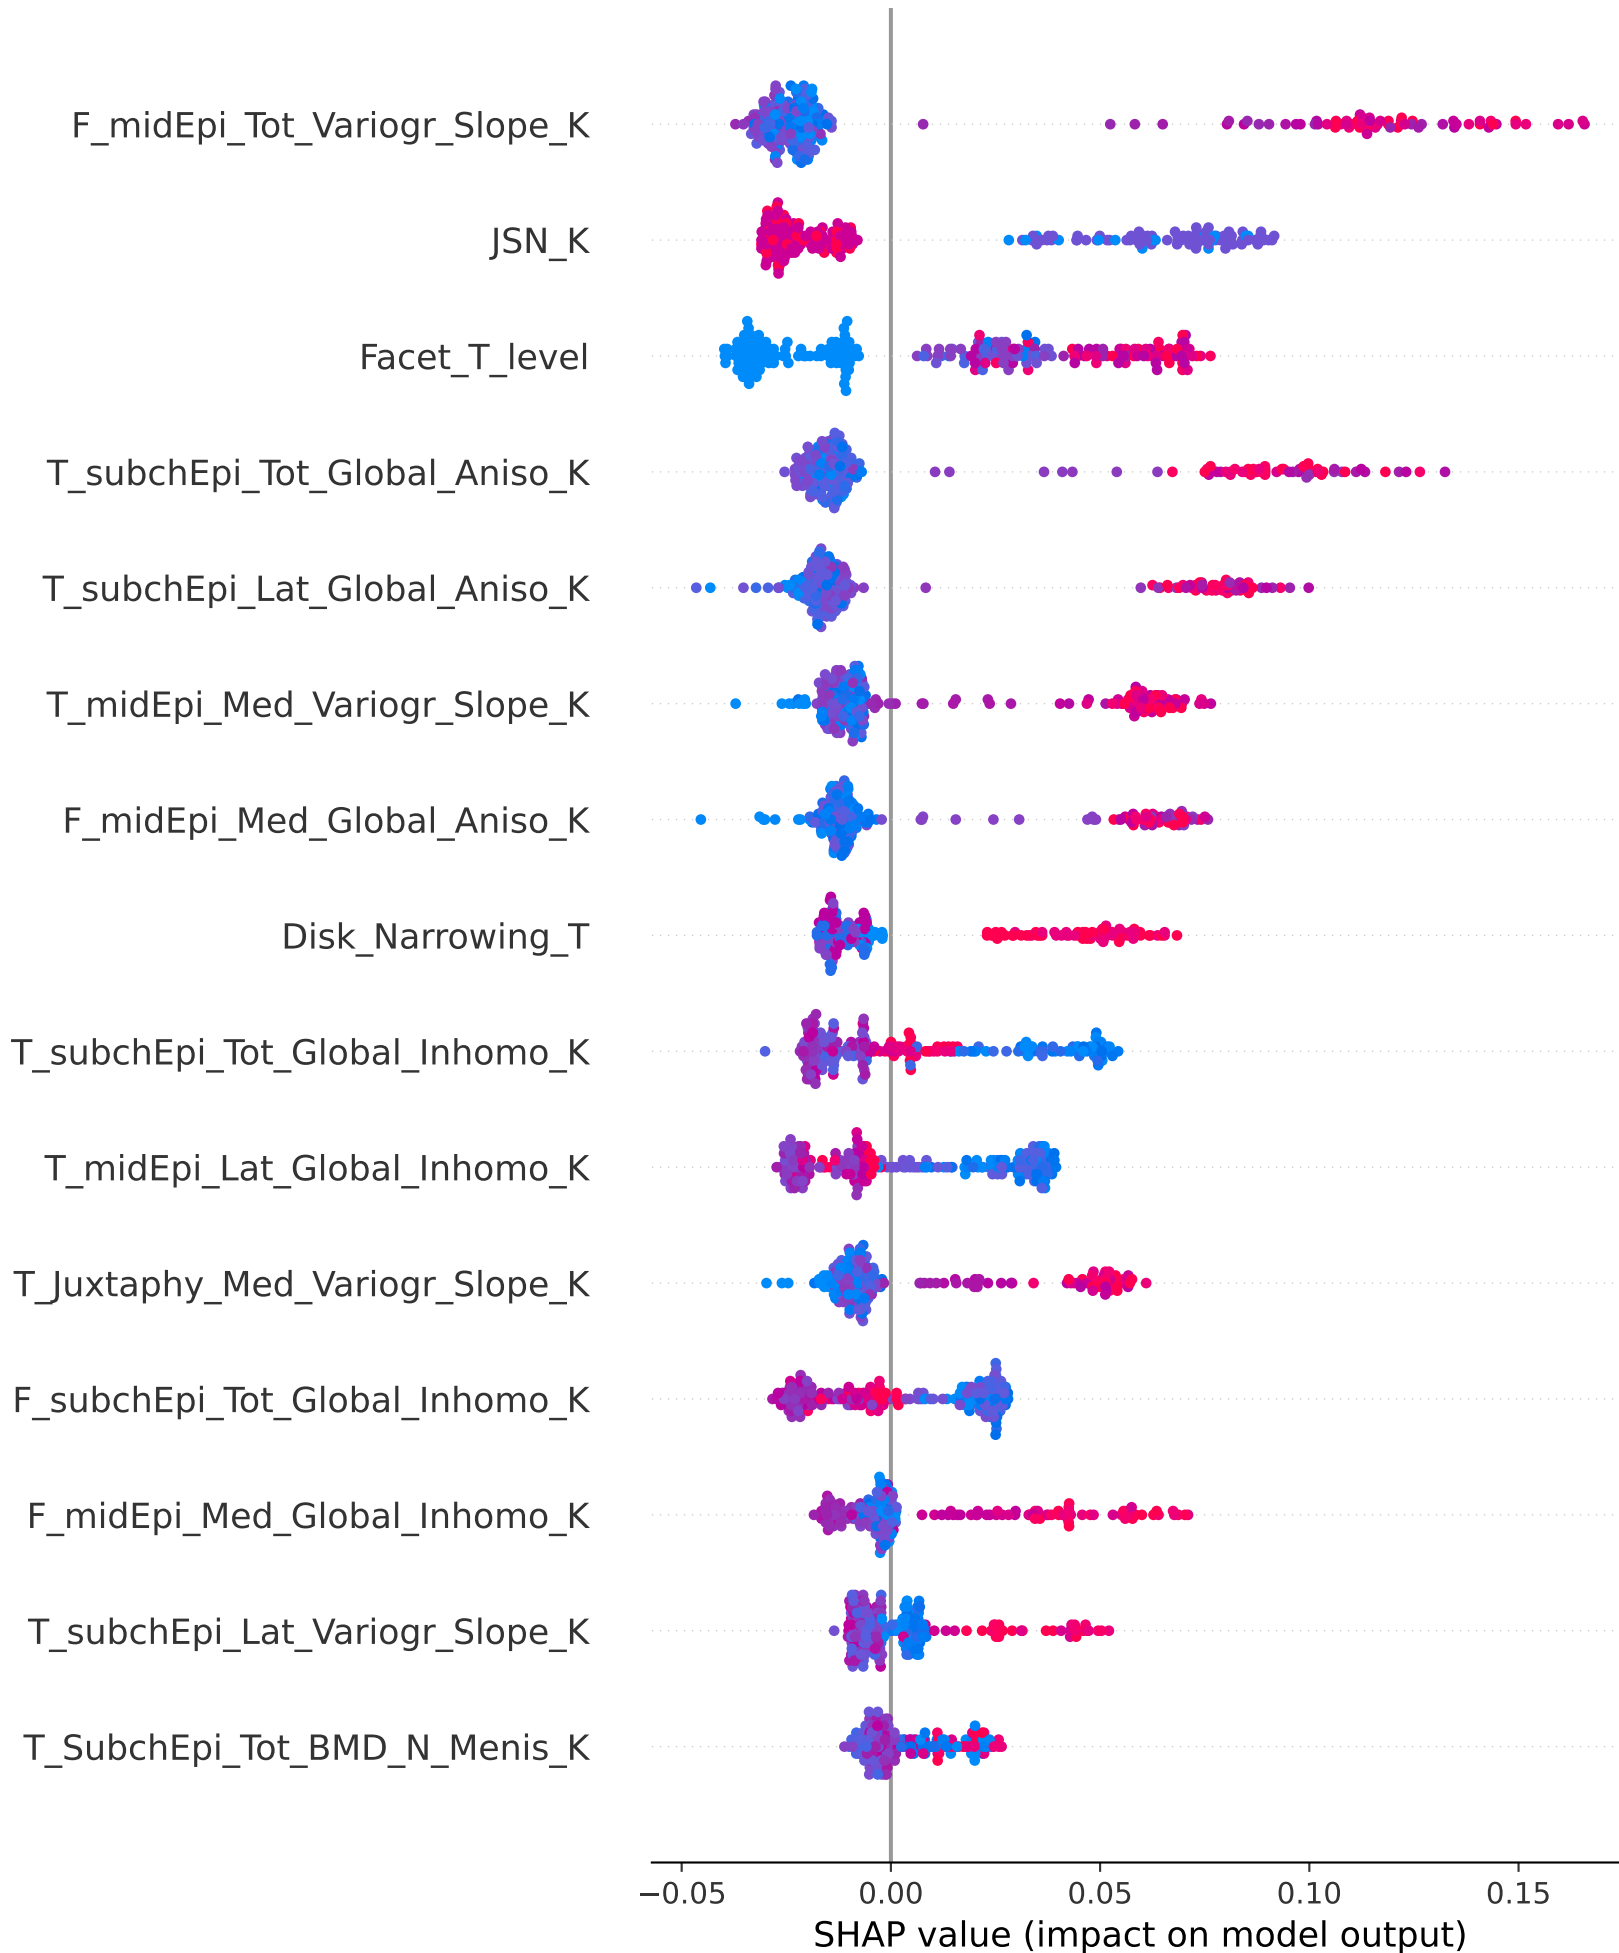 F_midEpi_Tot_Variogr_Slope_K
JSN_K
Facet_T_level
T_subchEpi_Tot_Global_Aniso_K
T_subchEpi_Lat_Global_Aniso_K
T_midEpi_Med_Variogr_Slope_K
F_midEpi_Med_Global_Aniso_K
Disk_Narrowing_T
T_subchEpi_Tot_Global_Inhomo_K
T_midEpi_Lat_Global_Inhomo_K
T_Juxtaphy_Med_Variogr_Slope_K
F_subchEpi_Tot_Global_Inhomo_K
F_midEpi_Med_Global_Inhomo_K
T_subchEpi_Lat_Variogr_Slope_K
T_SubchEpi_Tot_BMD_N_Menis_K
−0.05 0.00 0.05 0.10 0.15
SHAP value (impact on model output)